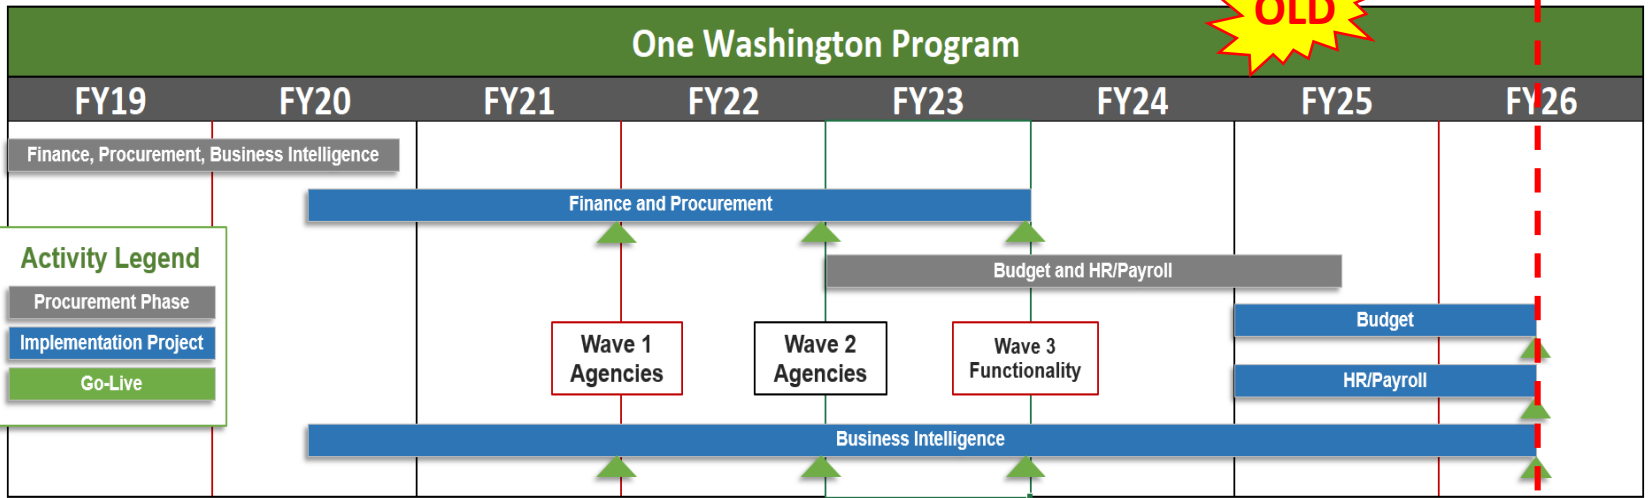 OLD
One Washington Program
FY19 FY20 FY21 FY22 FY23 FY24 FY25 FY26
Finance, Procurement, Business Intelligence
Finance and Procurement
Activity Legend
Procurement Phase
Implementation Project
Go-Live
Budget and HR/Payroll
Budget
Wave 1
Agencies
Wave 2
Agencies
Wave 3
Functionality
HR/Payroll
Business Intelligence